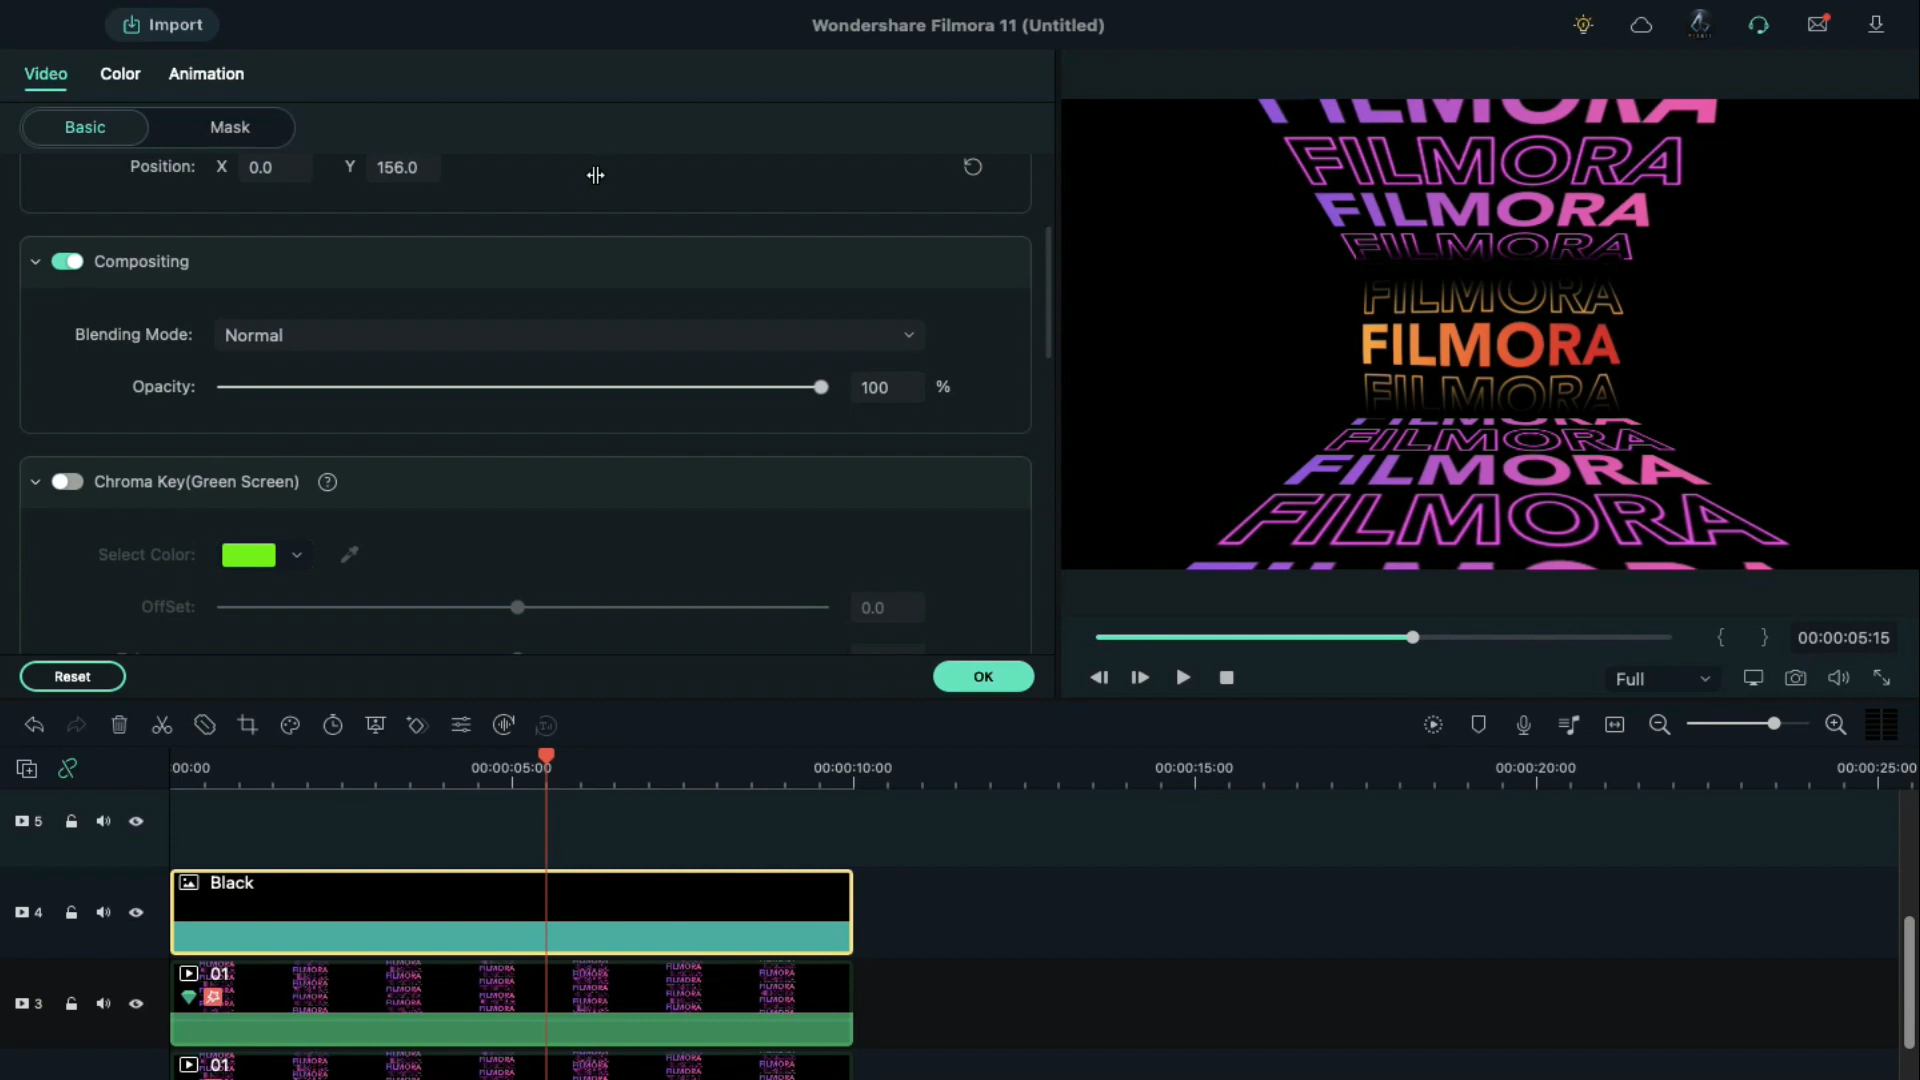 Import
Wondershare Filmora 11 (Untitled)
Video Color Animation
Basic Mask
Position: X 0.0 Y 156.0
Compositing
Blending Mode: Normal
Opacity: 100 %
Chroma Key(Green Screen) ?
Select Color:
OffSet: 0.0
Reset OK
FILMORA
FILMORA
FILMORA
FILMORA
FILMORA
FILMORA
FILMORA
FILMORA
FILMORA
FILMORA
FILMORA
{ } 00:00:05:15
Full
:00:00 00:00:05:00 00:00:10:00 00:00:15:00 00:00:20:00 00:00:25:00
5
4 Black
3 01
01